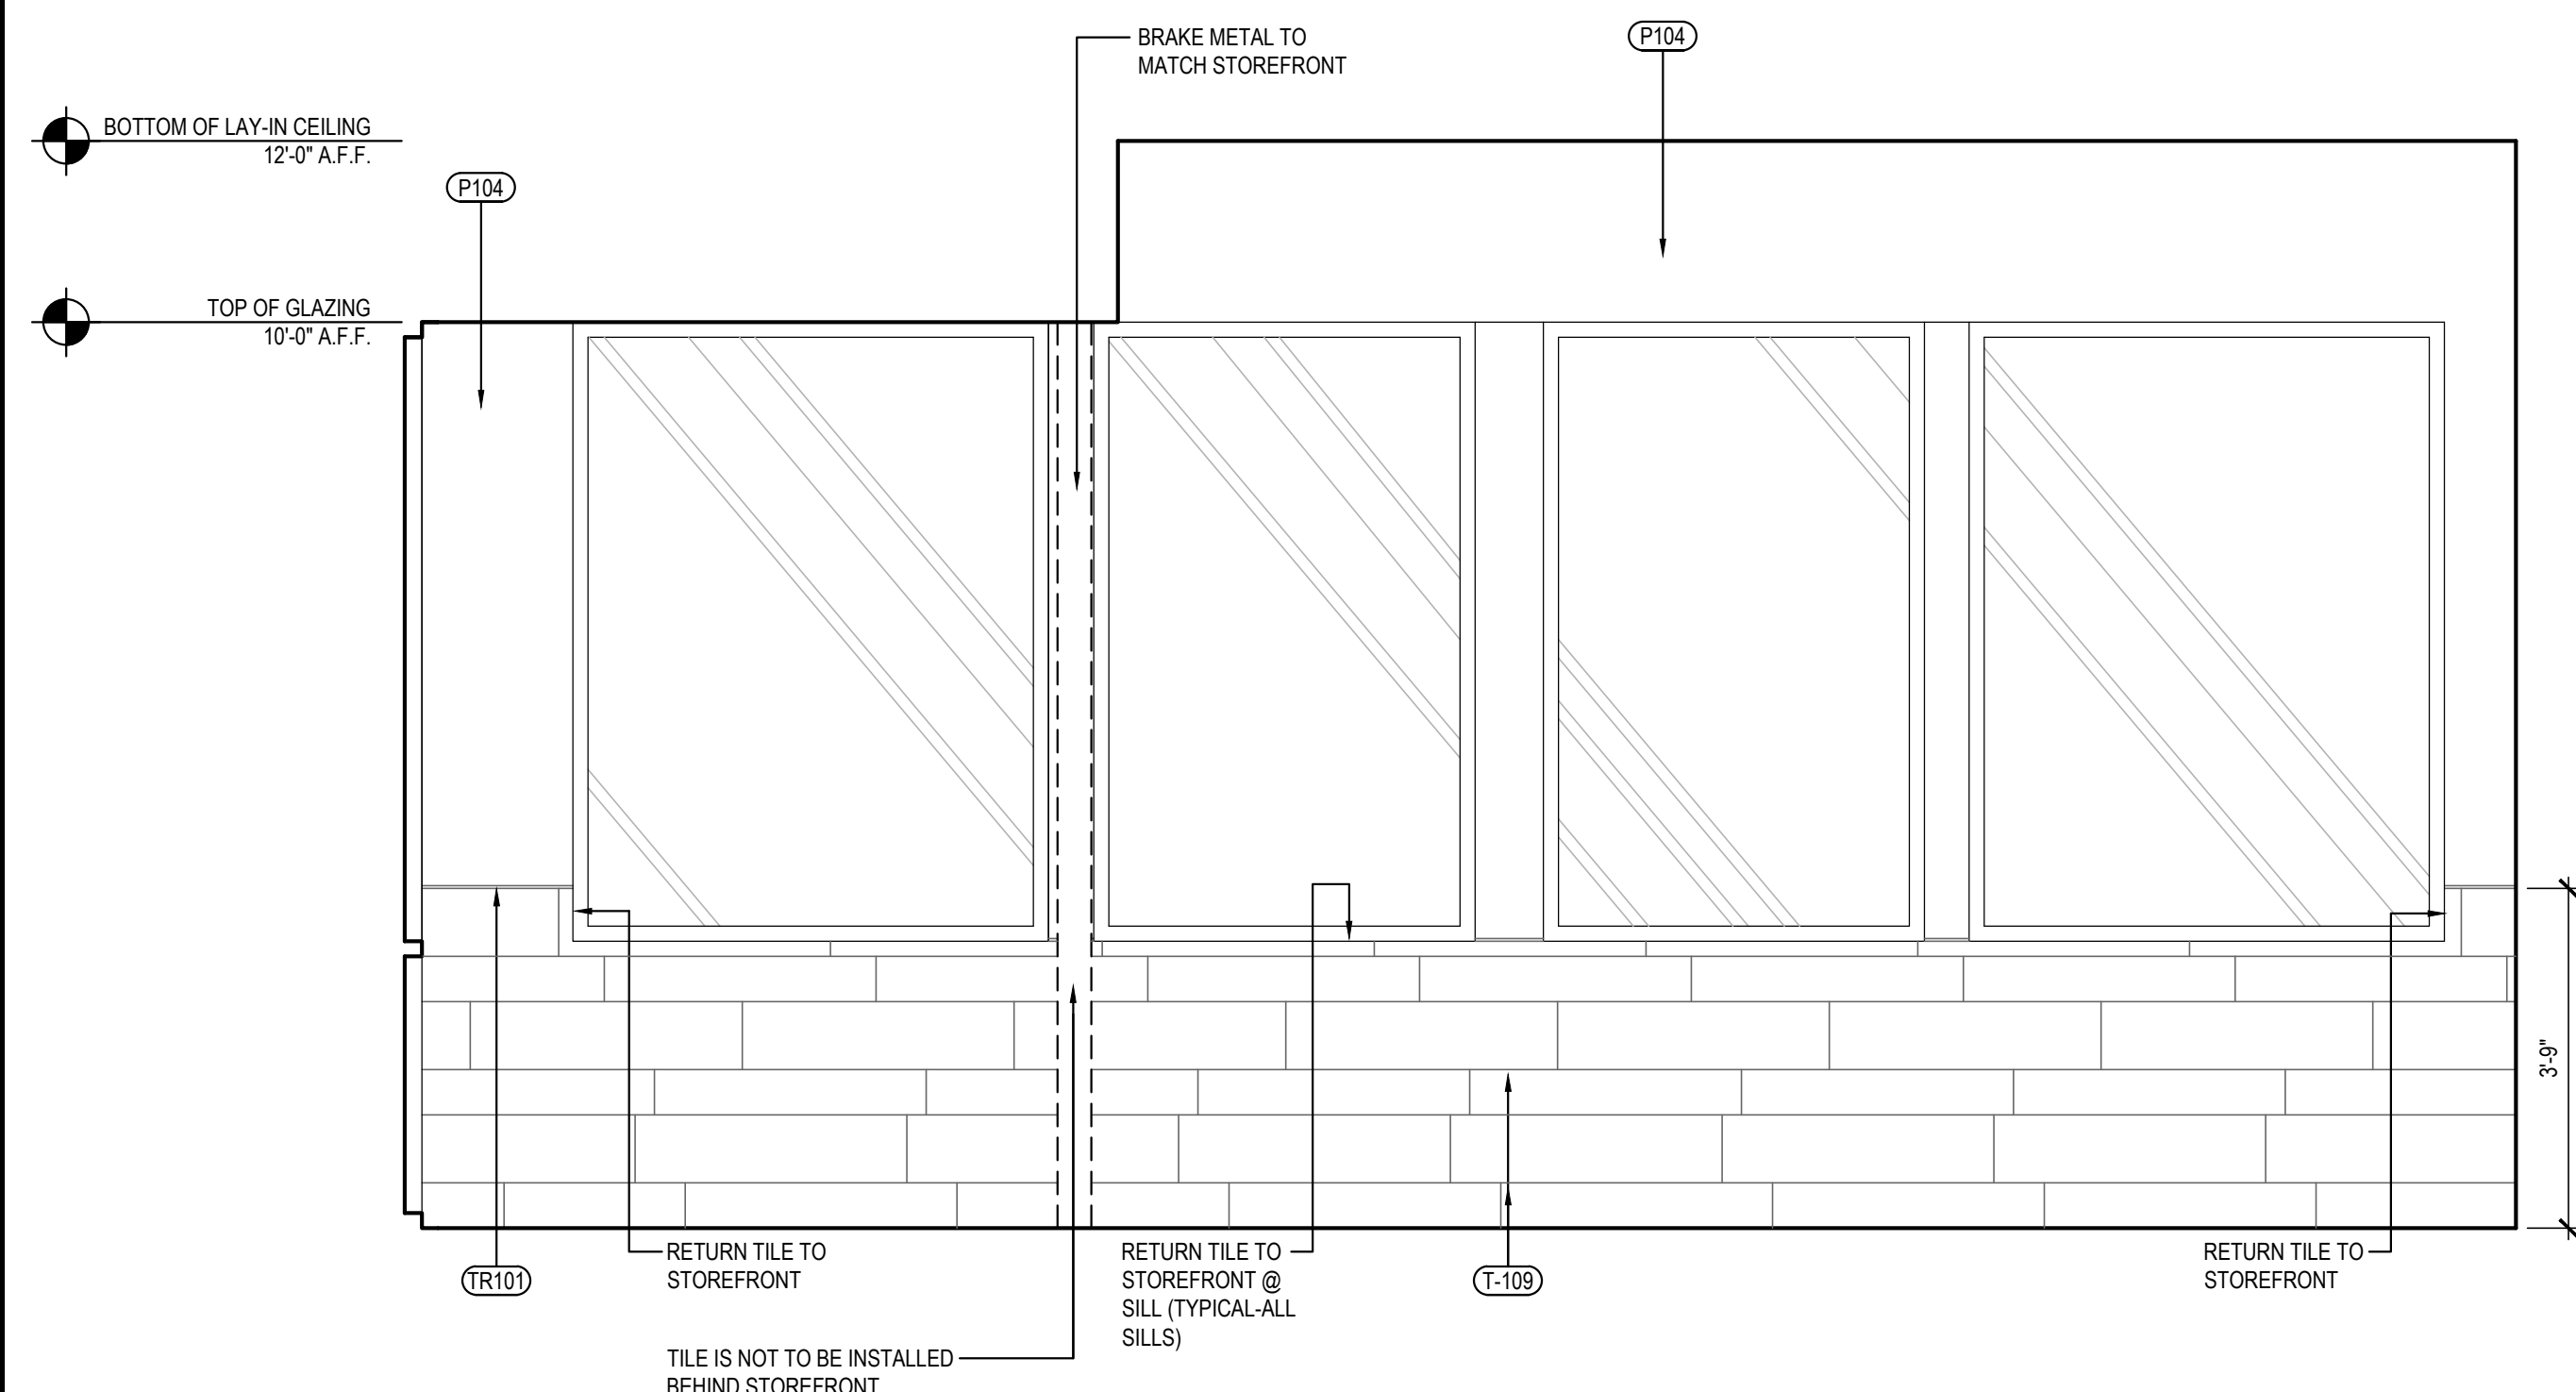 BRAKE METAL TO
MATCH STOREFRONT
P104
BOTTOM OF LAY-IN CEILING
12'-0" A.F.F.
P104
TOP OF GLAZING
10'-0" A.F.F.
3'-9"
RETURN TILE TO
STOREFRONT
TR101
RETURN TILE TO
STOREFRONT @
SILL (TYPICAL-ALL
SILLS)
T-109
RETURN TILE TO
STOREFRONT
TILE IS NOT TO BE INSTALLED
BEHIND STOREFRONT